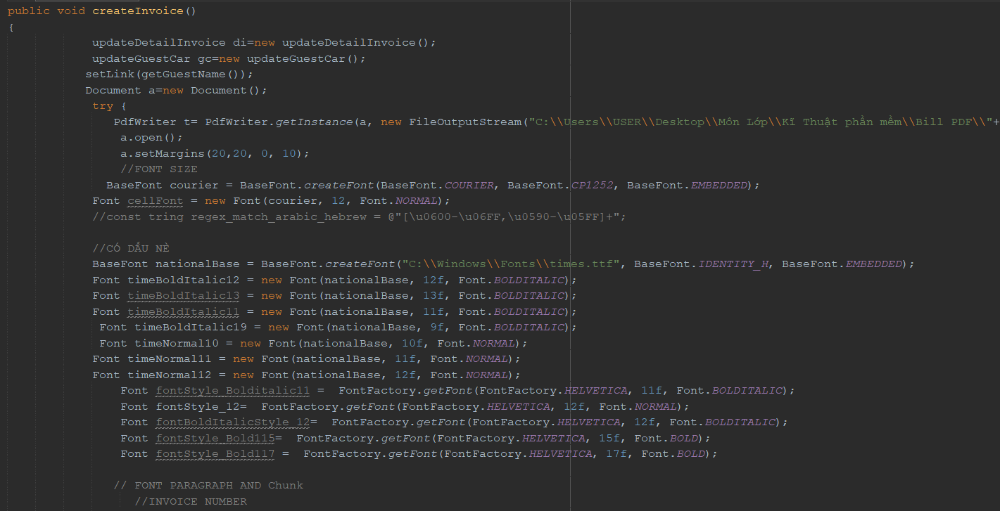 public void createInvoice()
{
updateDetailInvoice di=new updateDetailInvoice();
updateGuestCar gc=new updateGuestCar();
setLink(getGuestName());
Document a=new Document();
try {
PdfWriter t= PdfWriter.getInstance(a, new FileOutputStream("C:\\Users\\USER\\Desktop\\Môn Lớp\\Kĩ Thuật phần mềm\\Bill PDF\\"+
a.open();
a.setMargins(20,20, 0, 10);
//FONT SIZE
BaseFont courier = BaseFont.createFont(BaseFont.COURIER, BaseFont.CP1252, BaseFont.EMBEDDED);
Font cellFont = new Font(courier, 12, Font.NORMAL);
//const tring regex_match_arabic_hebrew = @"[\u0600-\u06FF,\u0590-\u05FF]+";
//CÓ DẤU NÈ
BaseFont nationalBase = BaseFont.createFont("C:\\Windows\\Fonts\\times.ttf", BaseFont.IDENTITY_H, BaseFont.EMBEDDED);
Font timeBoldItalic12 = new Font(nationalBase, 12f, Font.BOLDITALIC);
Font timeBoldItalic13 = new Font(nationalBase, 13f, Font.BOLDITALIC);
Font timeBoldItalic11 = new Font(nationalBase, 11f, Font.BOLDITALIC);
Font timeBoldItalic19 = new Font(nationalBase, 9f, Font.BOLDITALIC);
Font timeNormal10 = new Font(nationalBase, 10f, Font.NORMAL);
Font timeNormal11 = new Font(nationalBase, 11f, Font.NORMAL);
Font timeNormal12 = new Font(nationalBase, 12f, Font.NORMAL);
Font fontStyle_Bolditalic11 =  FontFactory.getFont(FontFactory.HELVETICA, 11f, Font.BOLDITALIC);
Font fontStyle_12=  FontFactory.getFont(FontFactory.HELVETICA, 12f, Font.NORMAL);
Font fontBoldItalicStyle_12=  FontFactory.getFont(FontFactory.HELVETICA, 12f, Font.BOLDITALIC);
Font fontStyle_Bold115=  FontFactory.getFont(FontFactory.HELVETICA, 15f, Font.BOLD);
Font fontStyle_Bold117 =  FontFactory.getFont(FontFactory.HELVETICA, 17f, Font.BOLD);
// FONT PARAGRAPH AND Chunk
//INVOICE NUMBER